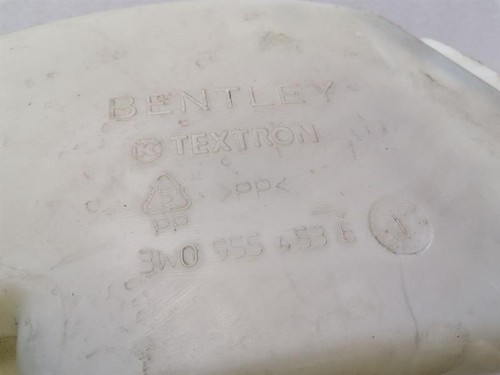 BENTLEY
K TEXTRON
>PP<
PP
3W0 955 453 B